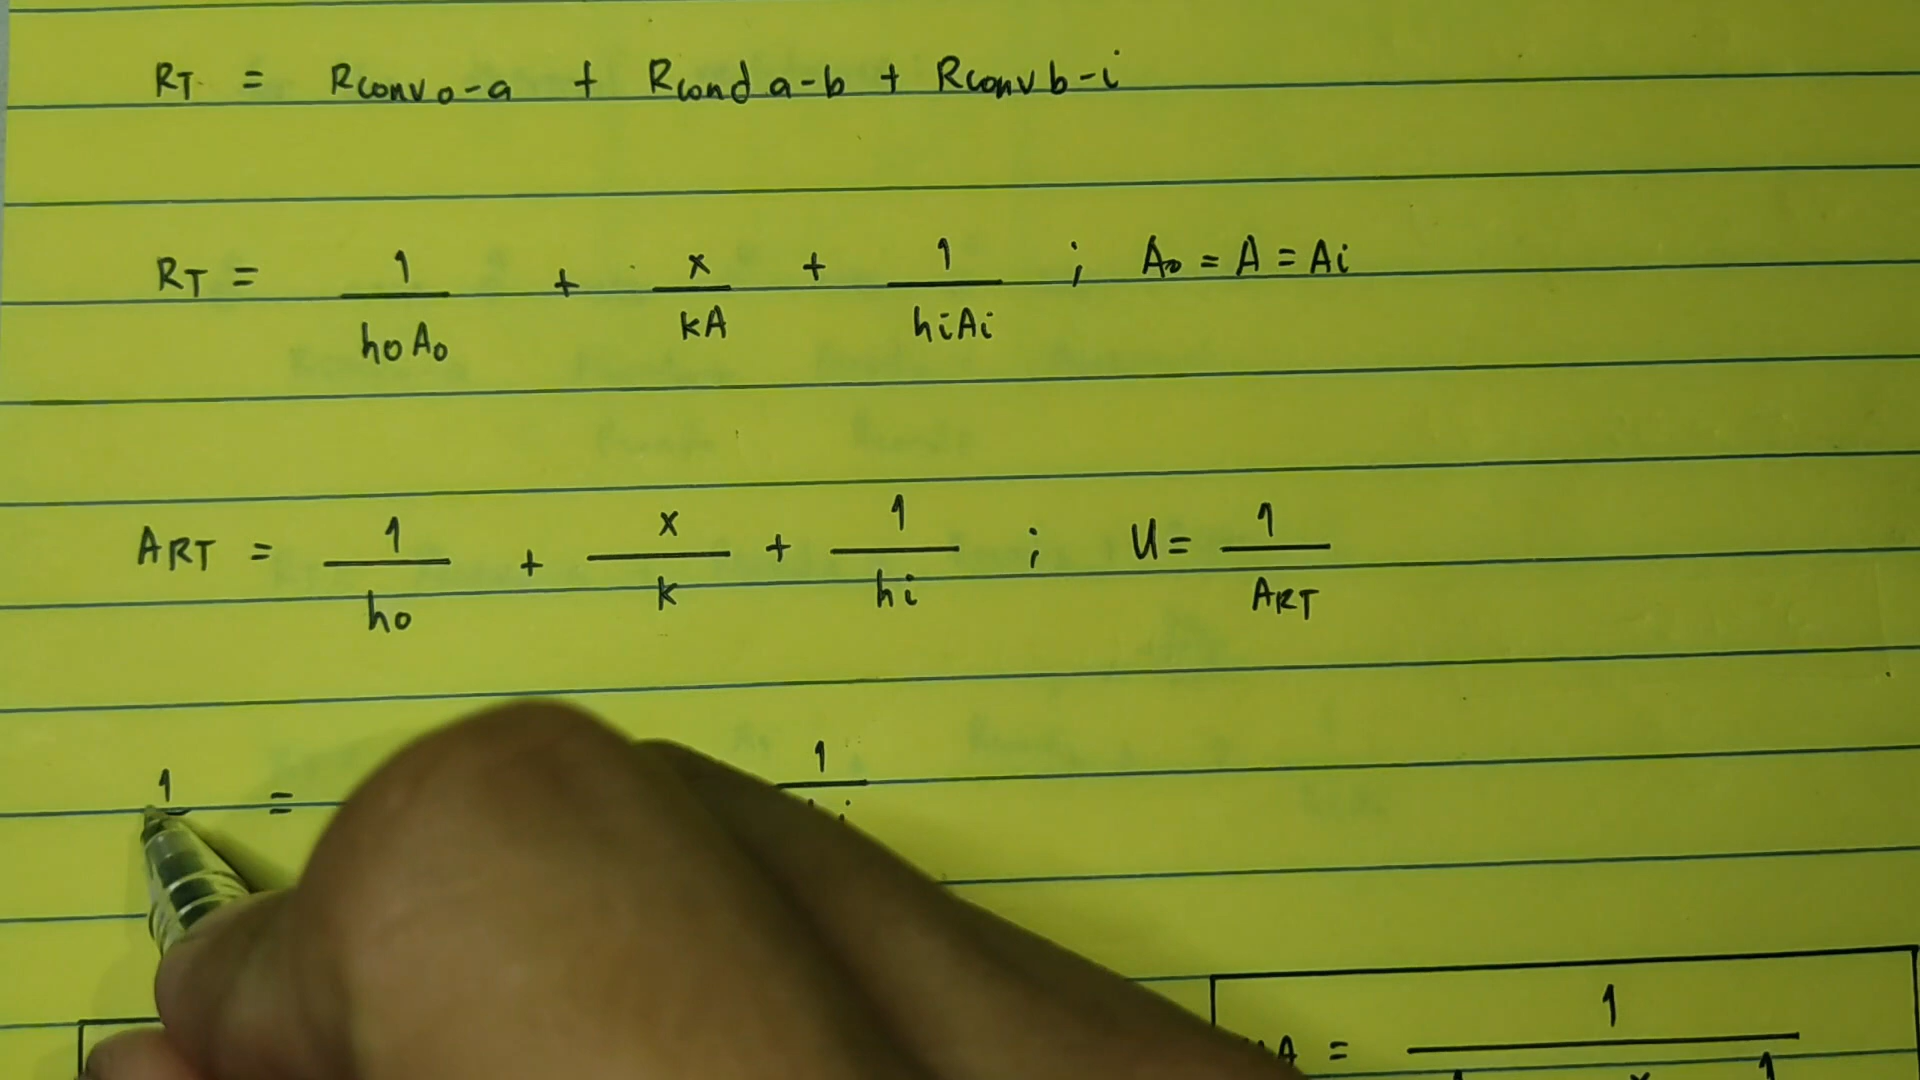 RT = Rconv o-a + Rcond a-b + Rconv b-i
RT = 1/hoAo + x/kA + 1/hiAi ; Ao = A = Ai
ART = 1/ho + x/k + 1/hi ; U = 1/ART
1 = 1
A = 1
x 1